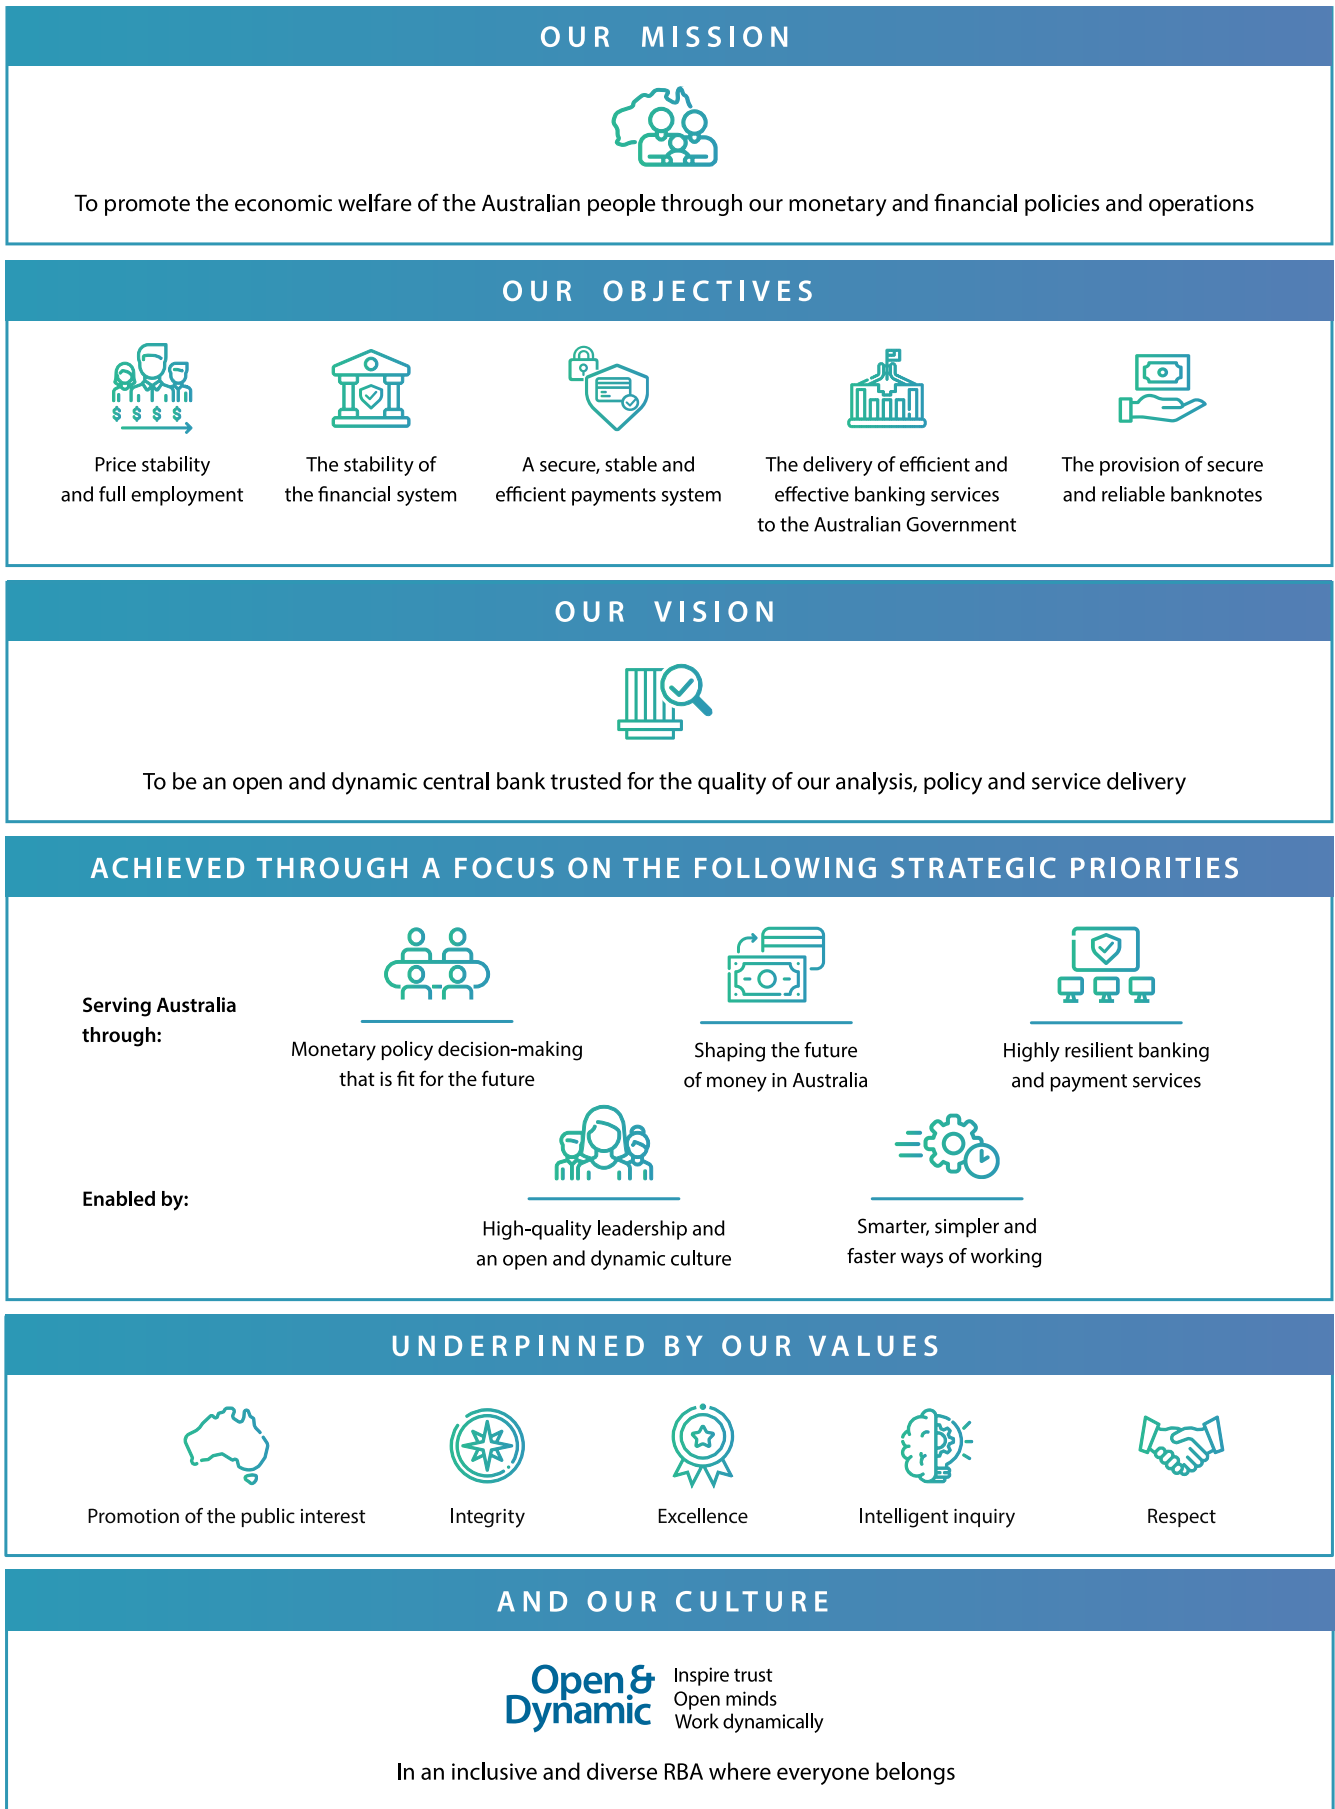 OUR MISSION
To promote the economic welfare of the Australian people through our monetary and financial policies and operations
OUR OBJECTIVES
Price stability
and full employment
The stability of
the financial system
A secure, stable and
efficient payments system
The delivery of efficient and
effective banking services
to the Australian Government
The provision of secure
and reliable banknotes
OUR VISION
To be an open and dynamic central bank trusted for the quality of our analysis, policy and service delivery
ACHIEVED THROUGH A FOCUS ON THE FOLLOWING STRATEGIC PRIORITIES
Serving Australia
through:
Monetary policy decision-making
that is fit for the future
Shaping the future
of money in Australia
Highly resilient banking
and payment services
Enabled by:
High-quality leadership and
an open and dynamic culture
Smarter, simpler and
faster ways of working
UNDERPINNED BY OUR VALUES
Promotion of the public interest
Integrity
Excellence
Intelligent inquiry
Respect
AND OUR CULTURE
Open &
Dynamic
Inspire trust
Open minds
Work dynamically
In an inclusive and diverse RBA where everyone belongs